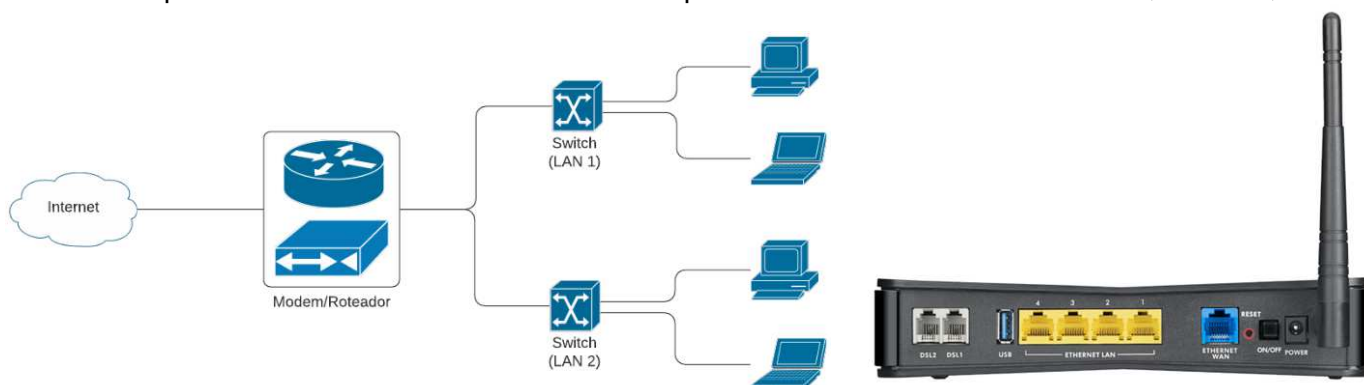 Internet
Modem/Roteador
Switch
(LAN 1)
Switch
(LAN 2)
DSL2 DSL1
USB
4 3 2 1
ETHERNET LAN
ETHERNET
WAN
RESET
ON/OFF
POWER